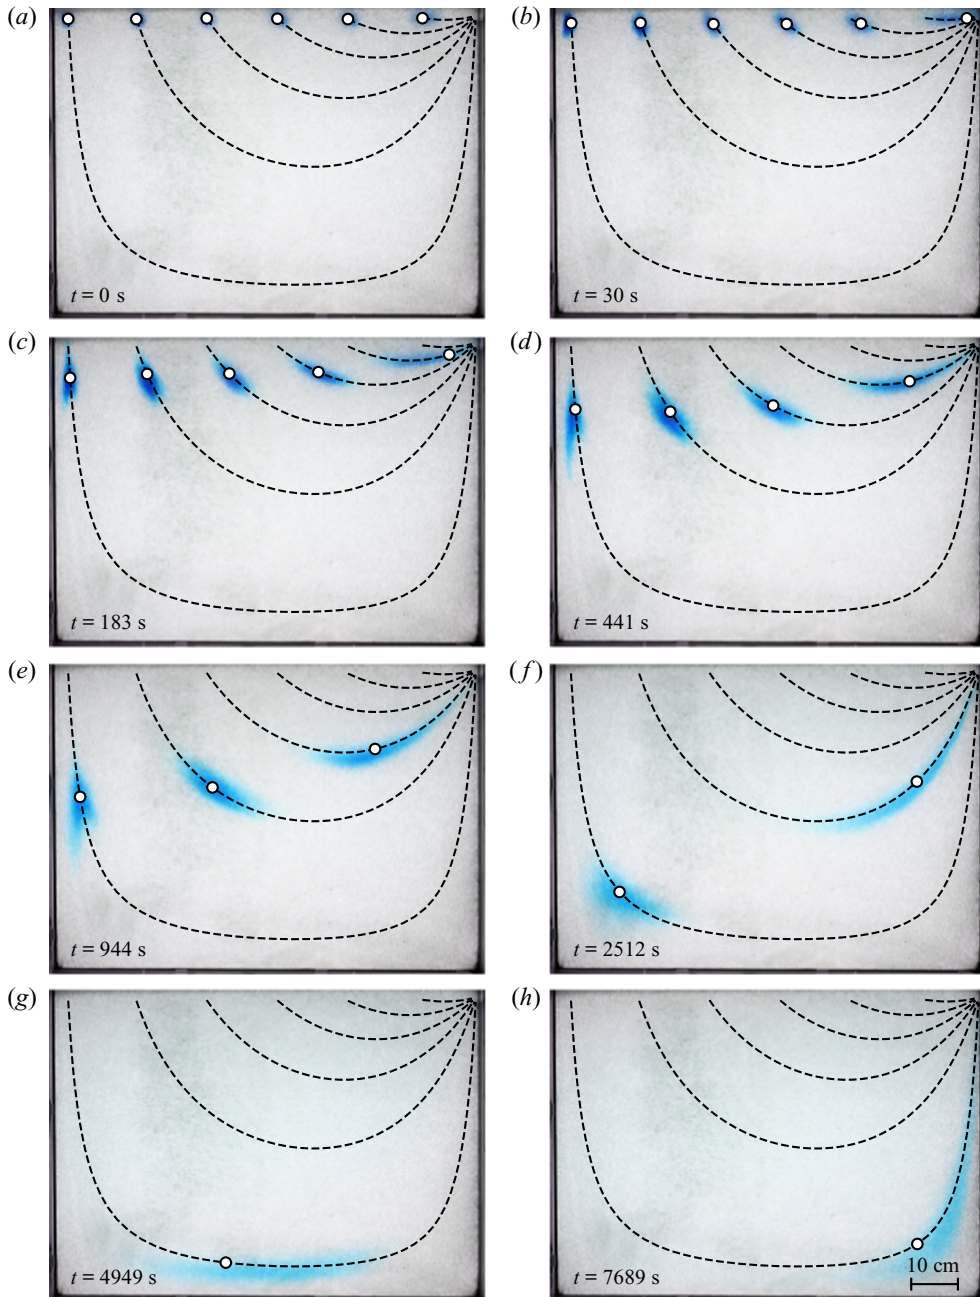 (a)
(b)
t = 0 s
t = 30 s
(c)
(d)
t = 183 s
t = 441 s
(e)
(f)
t = 944 s
t = 2512 s
(g)
(h)
t = 4949 s
t = 7689 s
10 cm